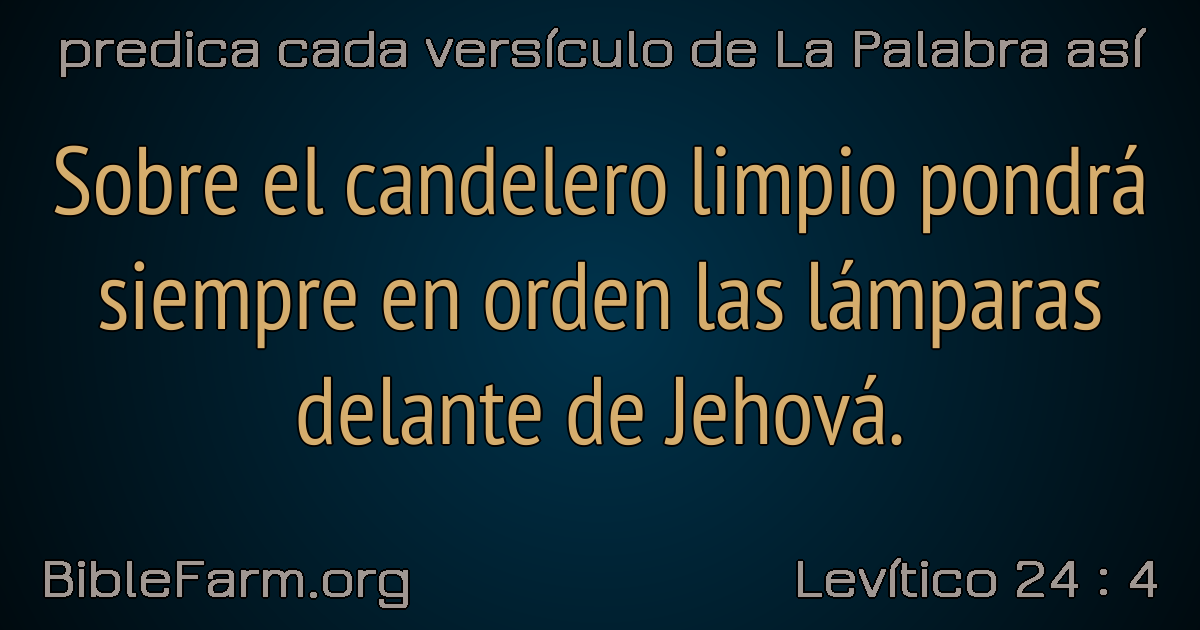 predica cada versículo de La Palabra así
Sobre el candelero limpio pondrá
siempre en orden las lámparas
delante de Jehová.
BibleFarm.org
Levítico 24 : 4